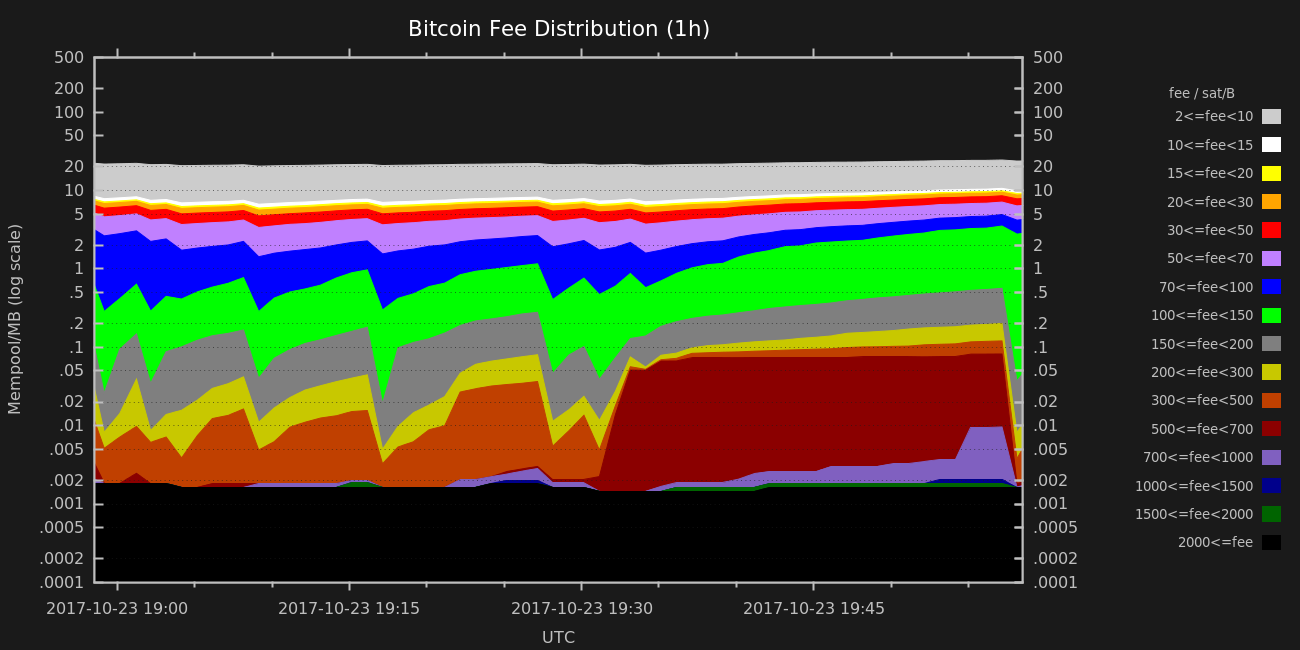 Bitcoin Fee Distribution (1h)
Mempool/MB (log scale)
500
200
100
50
20
10
5
2
1
.5
.2
.1
.05
.02
.01
.005
.002
.001
.0005
.0002
.0001
500
200
100
50
20
10
5
2
1
.5
.2
.1
.05
.02
.01
.005
.002
.001
.0005
.0002
.0001
2017-10-23 19:00
2017-10-23 19:15
2017-10-23 19:30
2017-10-23 19:45
UTC
fee / sat/B
2<=fee<10
10<=fee<15
15<=fee<20
20<=fee<30
30<=fee<50
50<=fee<70
70<=fee<100
100<=fee<150
150<=fee<200
200<=fee<300
300<=fee<500
500<=fee<700
700<=fee<1000
1000<=fee<1500
1500<=fee<2000
2000<=fee